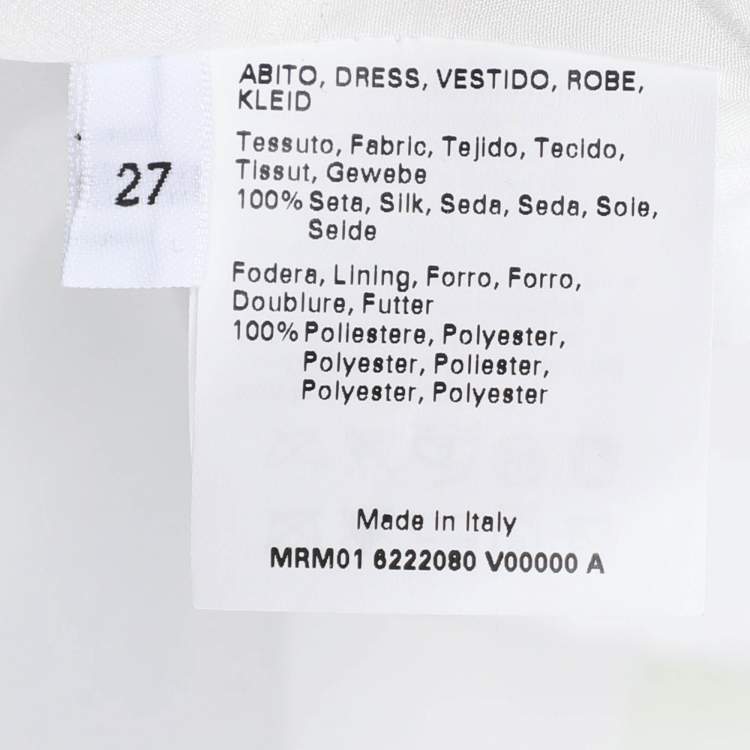 ABITO, DRESS, VESTIDO, ROBE,
KLEID
Tessuto, Fabric, Tejido, Tecido,
Tissut, Gewebe
100% Seta, Silk, Seda, Seda, Soie,
Seide
Fodera, Lining, Forro, Forro,
Doublure, Futter
100% Poliestere, Polyester,
Polyester, Poliester,
Polyester, Polyester
Made in Italy
MRM01 6222080 V00000 A
27